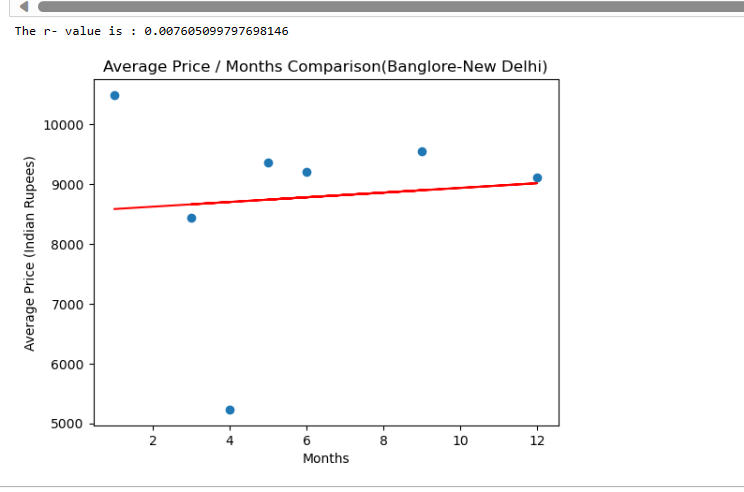 The r- value is : 0.007605099797698146
Average Price / Months Comparison(Banglore-New Delhi)
10000
9000
8000
7000
6000
5000
Average Price (Indian Rupees)
2 4 6 8 10 12
Months